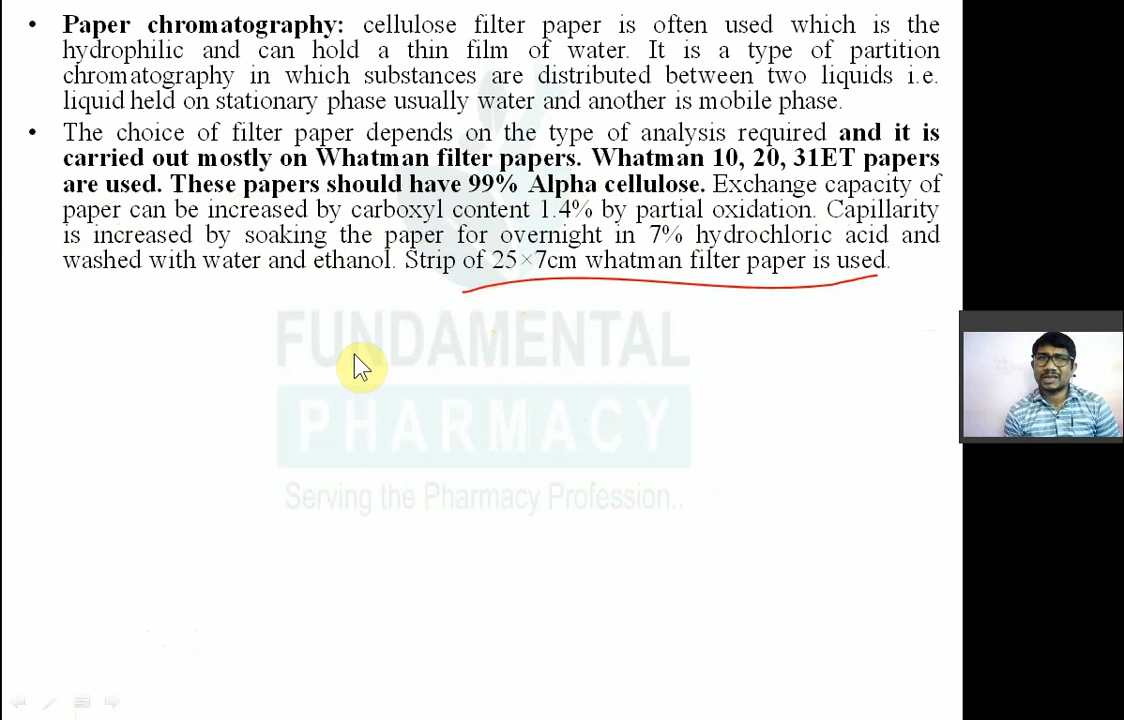 • Paper chromatography: cellulose filter paper is often used which is the
hydrophilic and can hold a thin film of water. It is a type of partition
chromatography in which substances are distributed between two liquids i.e.
liquid held on stationary phase usually water and another is mobile phase.
• The choice of filter paper depends on the type of analysis required and it is
carried out mostly on Whatman filter papers. Whatman 10, 20, 31ET papers
are used. These papers should have 99% Alpha cellulose. Exchange capacity of
paper can be increased by carboxyl content 1.4% by partial oxidation. Capillarity
is increased by soaking the paper for overnight in 7% hydrochloric acid and
washed with water and ethanol. Strip of 25×7cm whatman filter paper is used.
FUNDAMENTAL
PHARMACY
Serving the Pharmacy Profession..